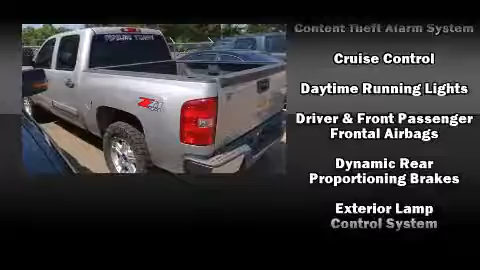 Content Theft Alarm System
Cruise Control
Daytime Running Lights
Driver & Front Passenger
Frontal Airbags
Dynamic Rear
Proportioning Brakes
Exterior Lamp
Control System
Z71